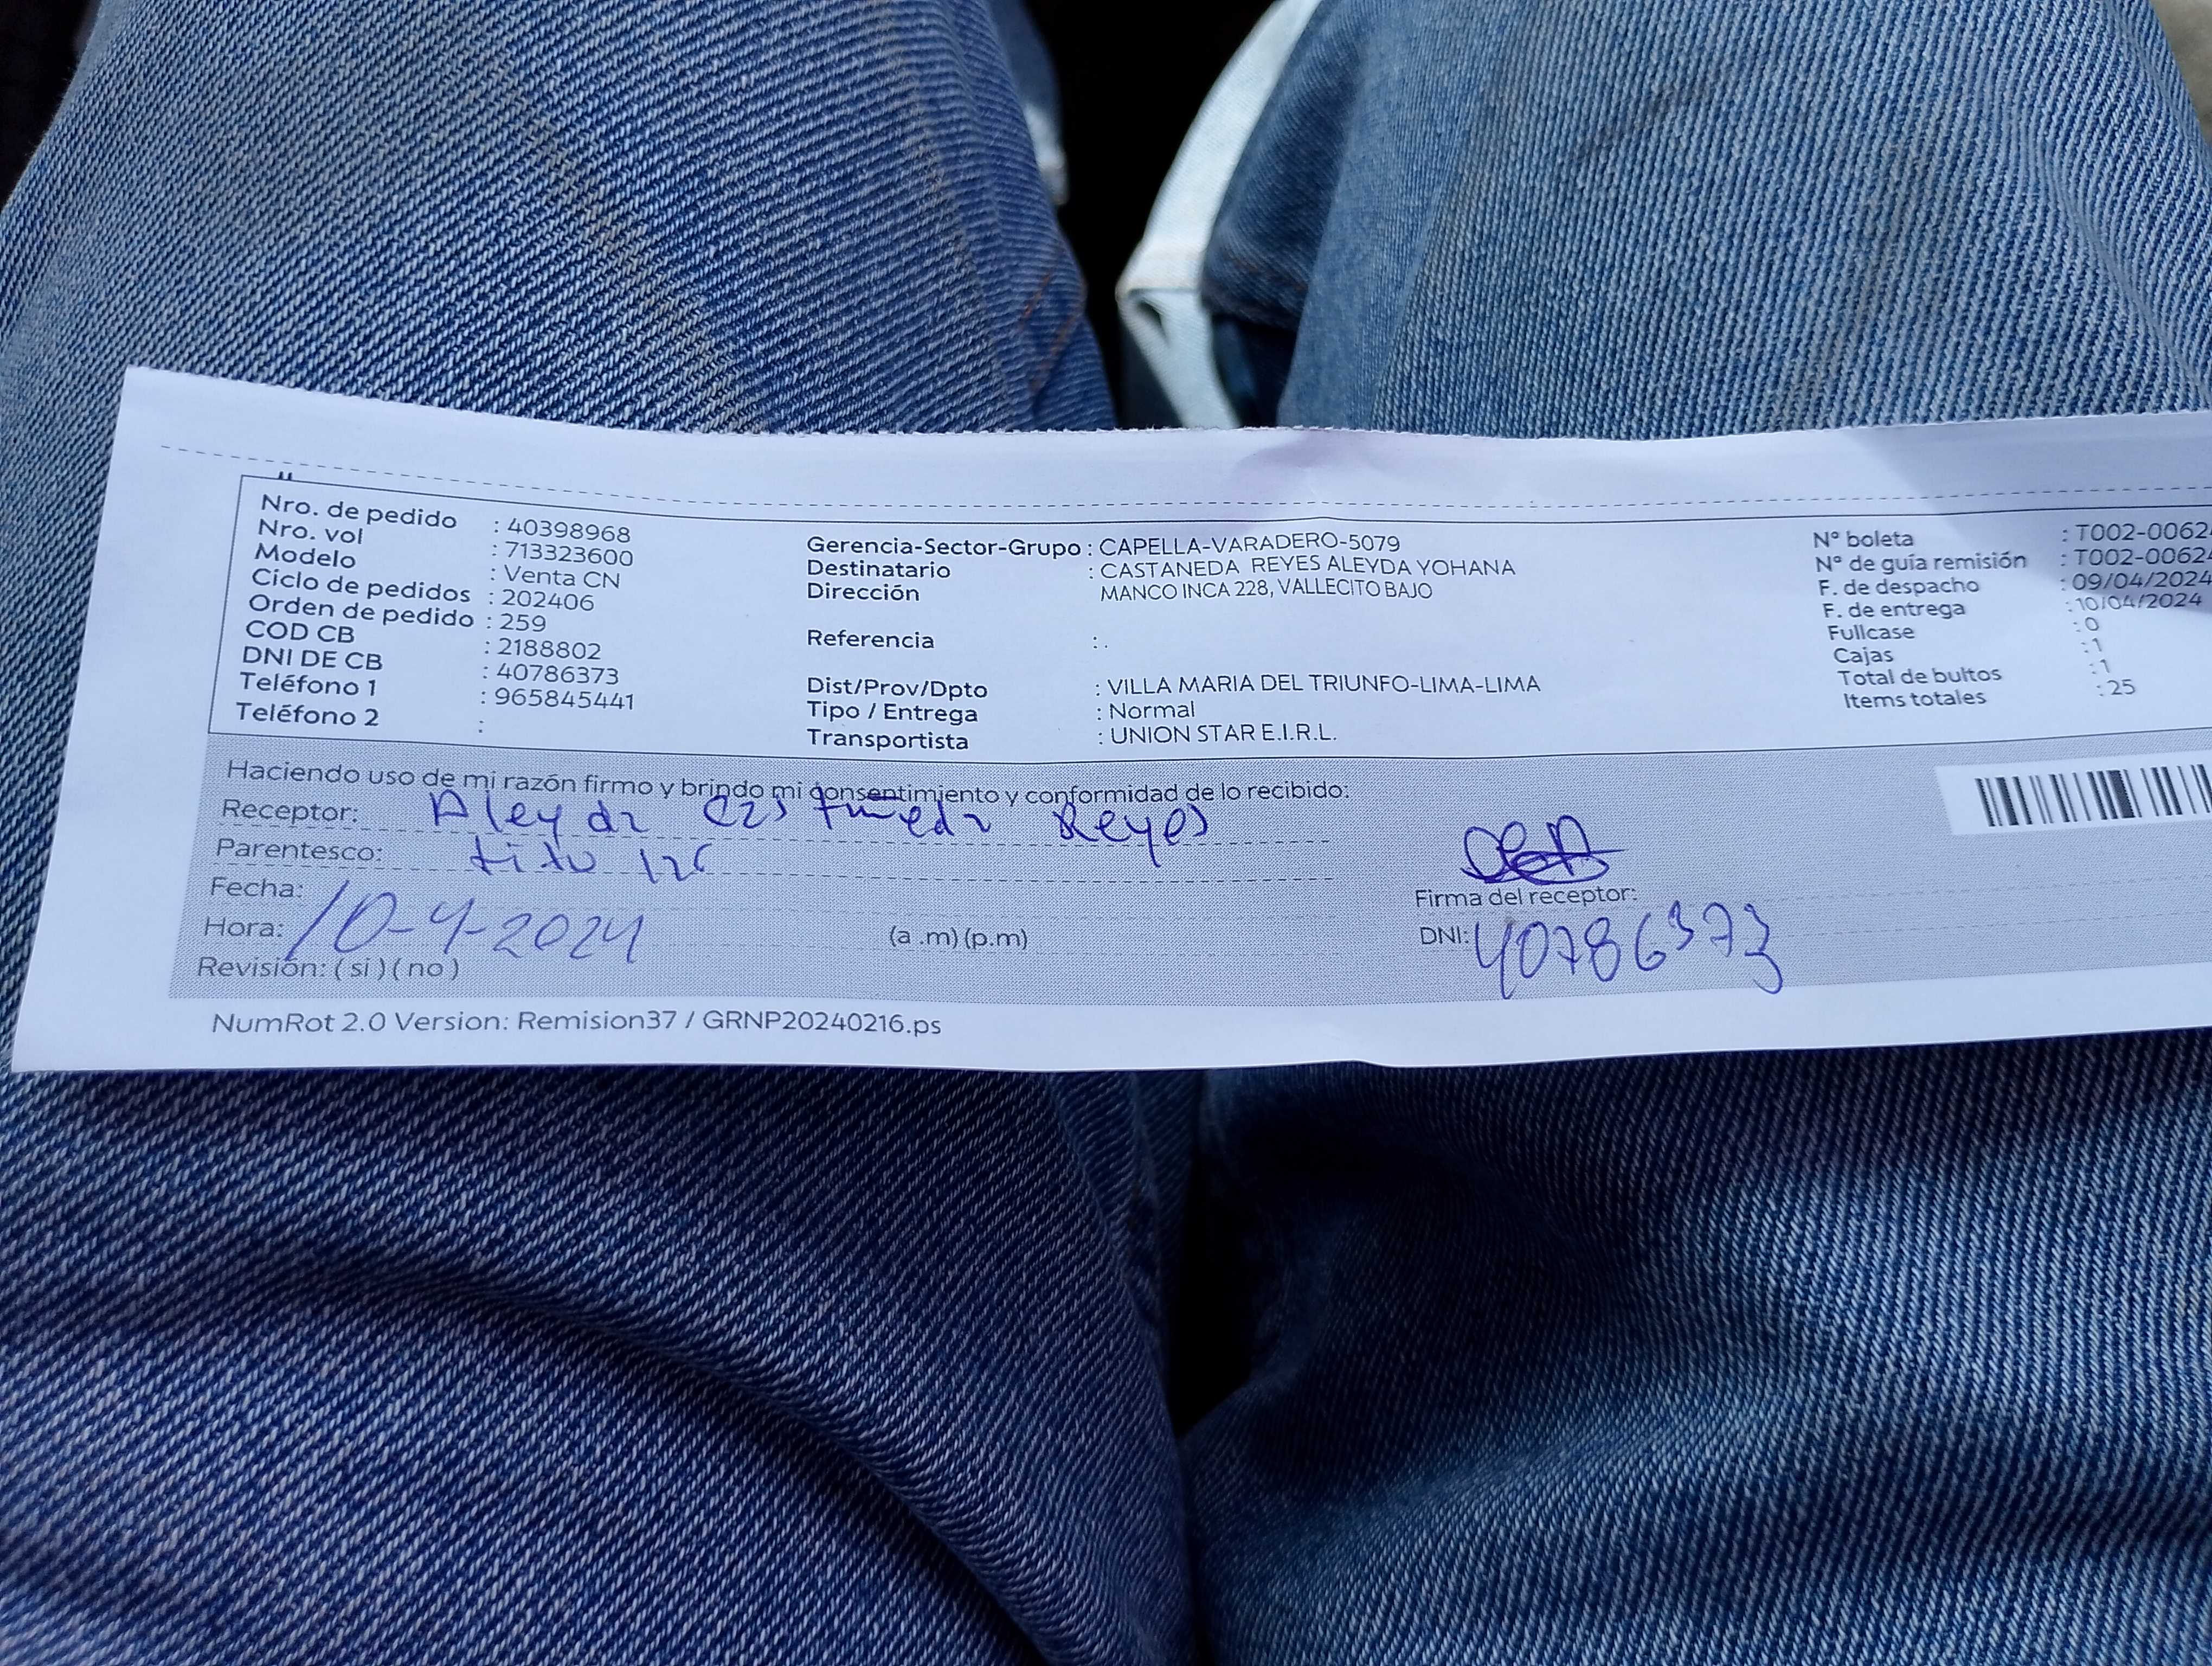 Nro. de pedido : 40398968
Nro. vol : 713323600
Modelo : Venta CN
Ciclo de pedidos : 202406
Orden de pedido : 259
COD CB : 2188802
DNI DE CB : 40786373
Teléfono 1 : 965845441
Teléfono 2 :
Gerencia-Sector-Grupo : CAPELLA-VARADERO-5079
Destinatario : CASTANEDA REYES ALEYDA YOHANA
Dirección MANCO INCA 228, VALLECITO BAJO
Referencia : .
Dist/Prov/Dpto : VILLA MARIA DEL TRIUNFO-LIMA-LIMA
Tipo / Entrega : Normal
Transportista : UNION STAR E.I.R.L.
N° boleta : T002-0062
N° de guía remisión : T002-0062
F. de despacho : 09/04/2024
F. de entrega : 10/04/2024
Fullcase : 0
Cajas : 1
Total de bultos : 1
Items totales : 25
Haciendo uso de mi razón firmo y brindo mi consentimiento y conformidad de lo recibido:
Receptor: Aleyda Castañeda Reyes
Parentesco:
Fecha: 10-4-2024
Hora: (a .m) (p.m)
Revisión: ( si ) ( no )
Firma del receptor:
DNI: 40786373
NumRot 2.0 Version: Remision37 / GRNP20240216.ps